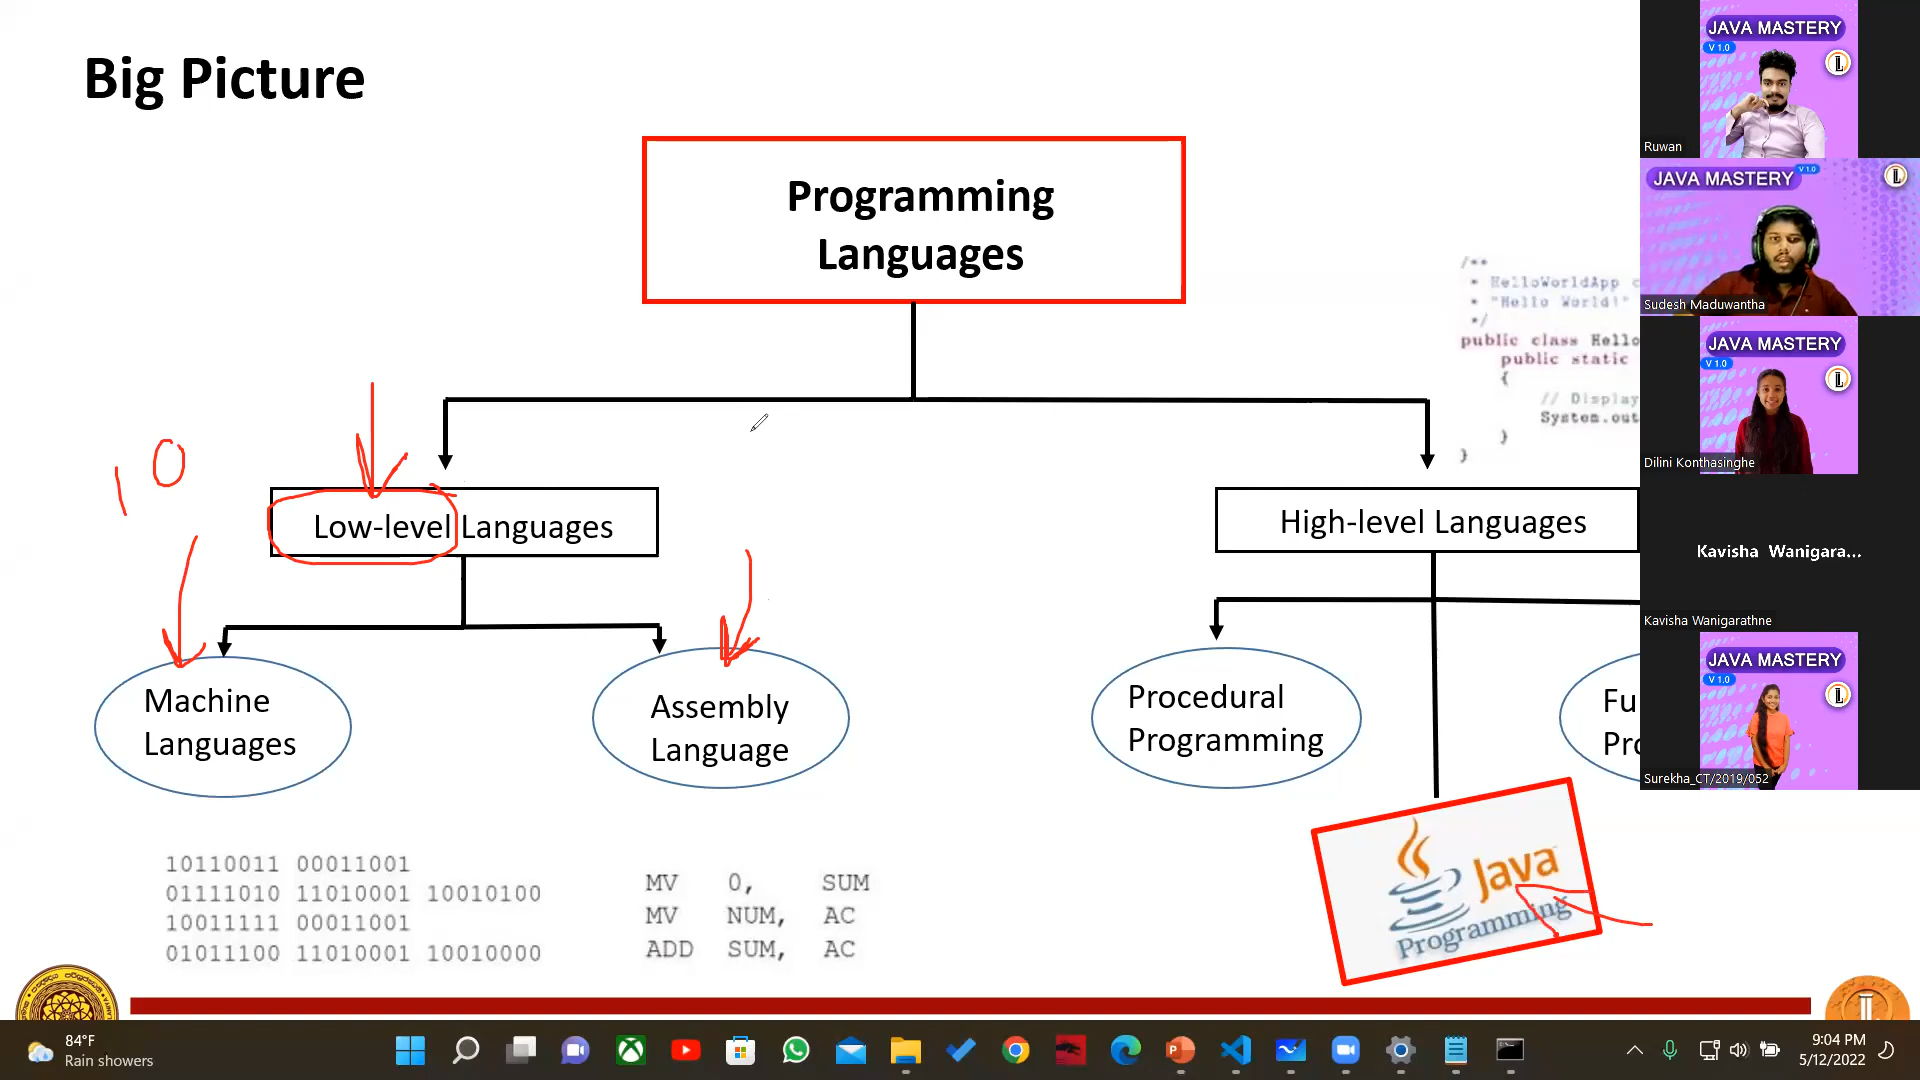 Big Picture
Programming
Languages
/**
* HelloWorldApp c
* "Hello World!"
*/
public class Hello
public static
{
// Display
System.out
}
}
1 0
Low-level Languages
High-level Languages
Machine
Languages
Assembly
Language
Procedural
Programming
Fu
Pro
10110011 00011001
01111010 11010001 10010100
10011111 00011001
01011100 11010001 10010000
MV 0, SUM
MV NUM, AC
ADD SUM, AC
Java
Programming
JAVA MASTERY
V 1.0
Ruwan
JAVA MASTERY
V 1.0
Sudesh Maduwantha
JAVA MASTERY
V 1.0
Dilini Konthasinghe
Kavisha Wanigara...
Kavisha Wanigarathne
JAVA MASTERY
V 1.0
Surekha_CT/2019/052
84°F
Rain showers
9:04 PM
5/12/2022